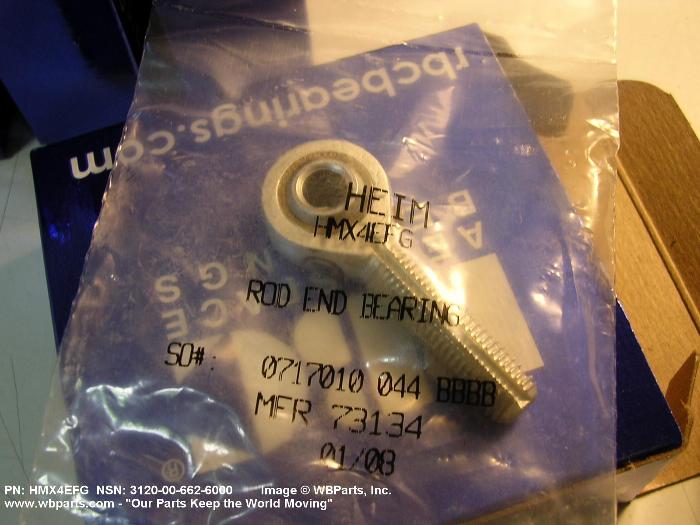 rbcbearings.com
HEIM
HMX4EFG
ROD END BEARING
SO#: 0717010 044 BBBB
MFR 73134
01/08
PN: HMX4EFG NSN: 3120-00-662-6000 Image © WBParts, Inc.
www.wbparts.com - "Our Parts Keep the World Moving"